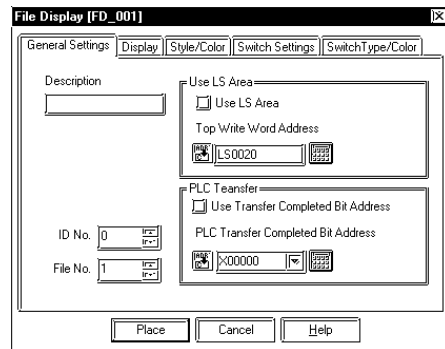 File Display [FD_001]
General Settings Display Style/Color Switch Settings SwitchType/Color
Description
Use LS Area
Use LS Area
Top Write Word Address
LS0020
PLC Teansfer
Use Transfer Completed Bit Address
PLC Transfer Completed Bit Address
X00000
ID No. 0
File No. 1
Place Cancel Help